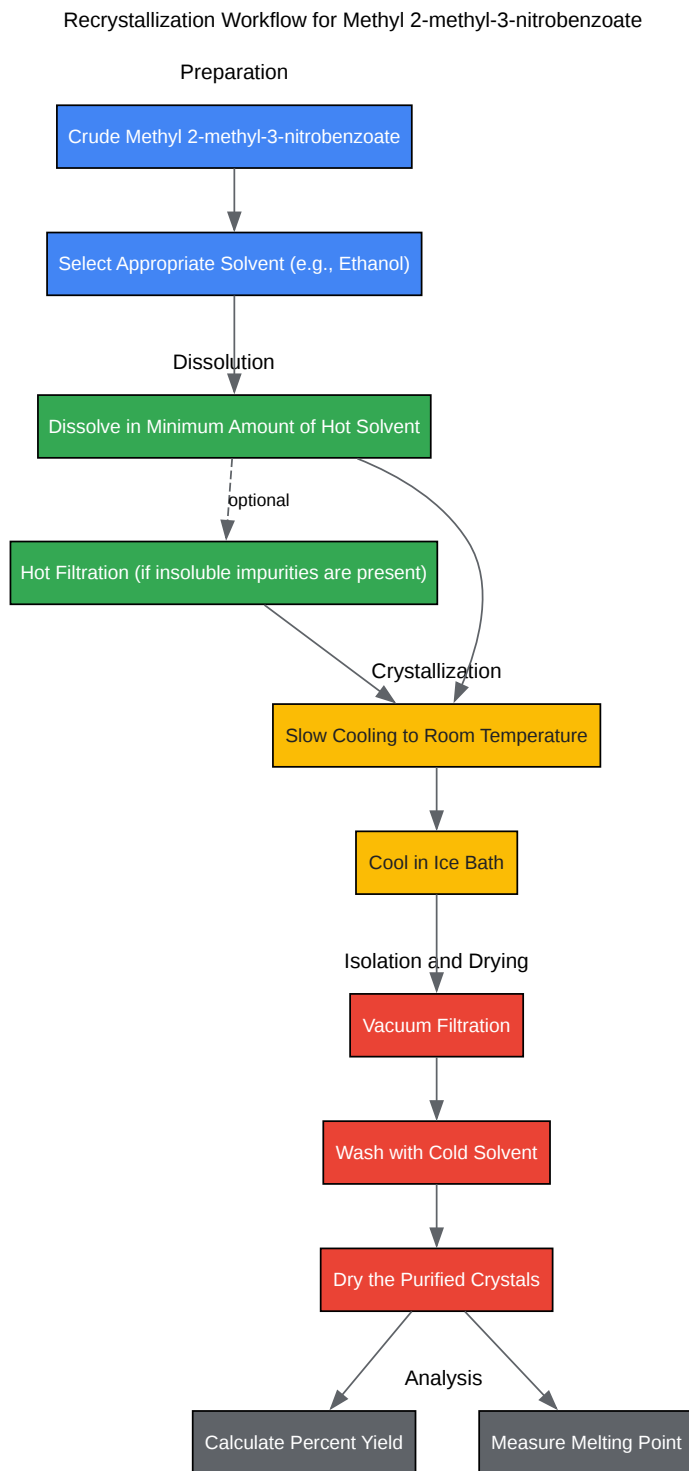 Recrystallization Workflow for Methyl 2-methyl-3-nitrobenzoate
Preparation
Crude Methyl 2-methyl-3-nitrobenzoate
Select Appropriate Solvent (e.g., Ethanol)
Dissolution
Dissolve in Minimum Amount of Hot Solvent
optional
Hot Filtration (if insoluble impurities are present)
Crystallization
Slow Cooling to Room Temperature
Cool in Ice Bath
Isolation and Drying
Vacuum Filtration
Wash with Cold Solvent
Dry the Purified Crystals
Analysis
Calculate Percent Yield
Measure Melting Point